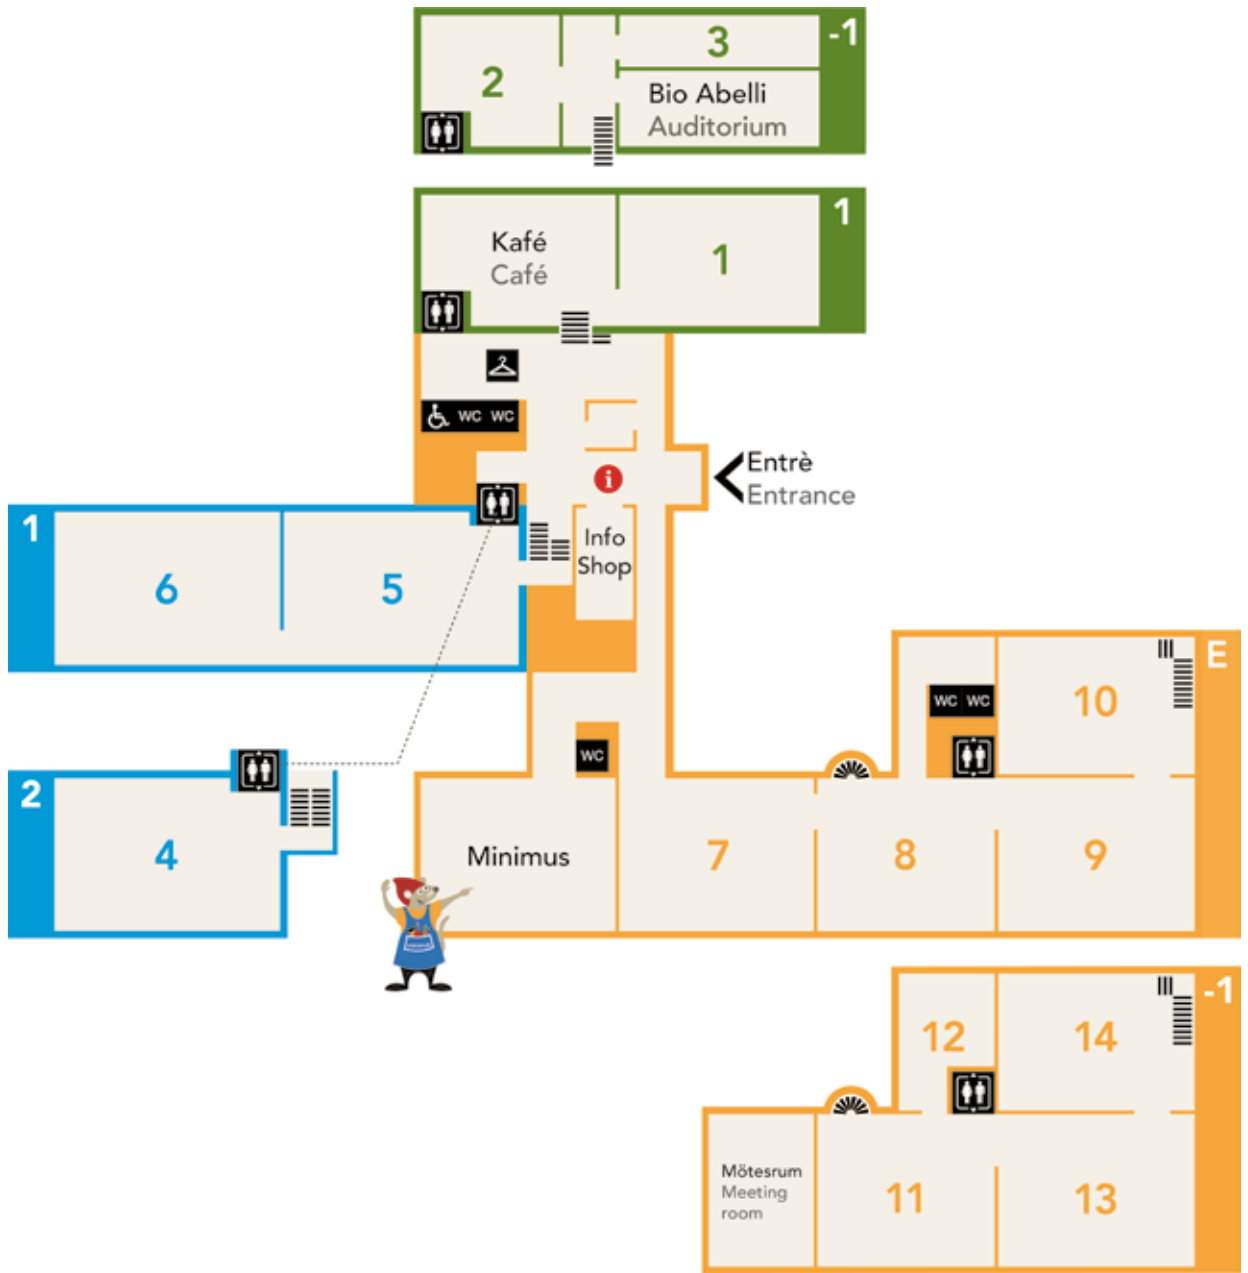 -1
3
2
Bio Abelli
Auditorium
1
Kafé
Café
1
WC WC
Entrè
Entrance
i
1
Info
Shop
6
5
E
10
WC WC
WC
2
4
Minimus
7
8
9
-1
12
14
Mötesrum
Meeting
room
11
13